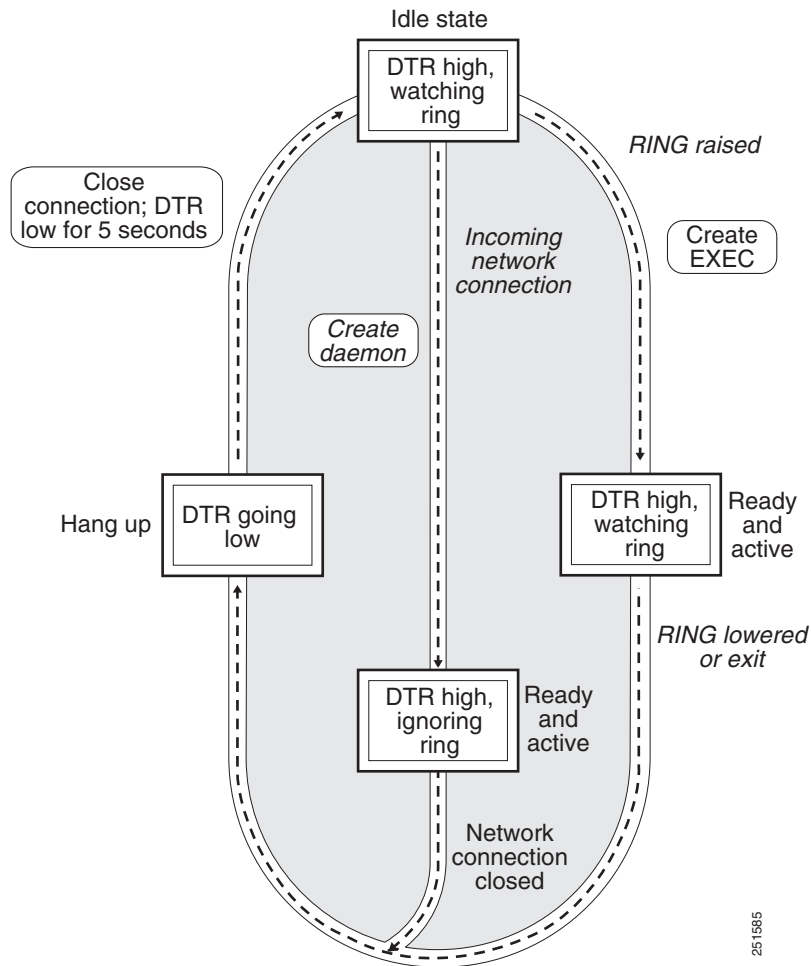 Idle state
DTR high,
watching
ring
RING raised
Close
connection; DTR
low for 5 seconds
Incoming
network
connection
Create
EXEC
Create
daemon
Hang up
DTR going
low
DTR high,
watching
ring
Ready
and
active
RING lowered
or exit
DTR high,
ignoring
ring
Ready
and
active
Network
connection
closed
251585